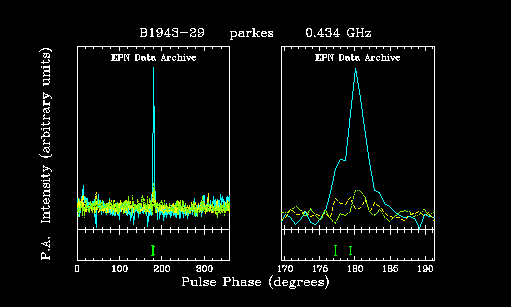 B1943-29 parkes 0.434 GHz
EPN Data Archive EPN Data Archive
P.A. Intensity (arbitrary units)
0 100 200 300 170 175 180 185 190
Pulse Phase (degrees)